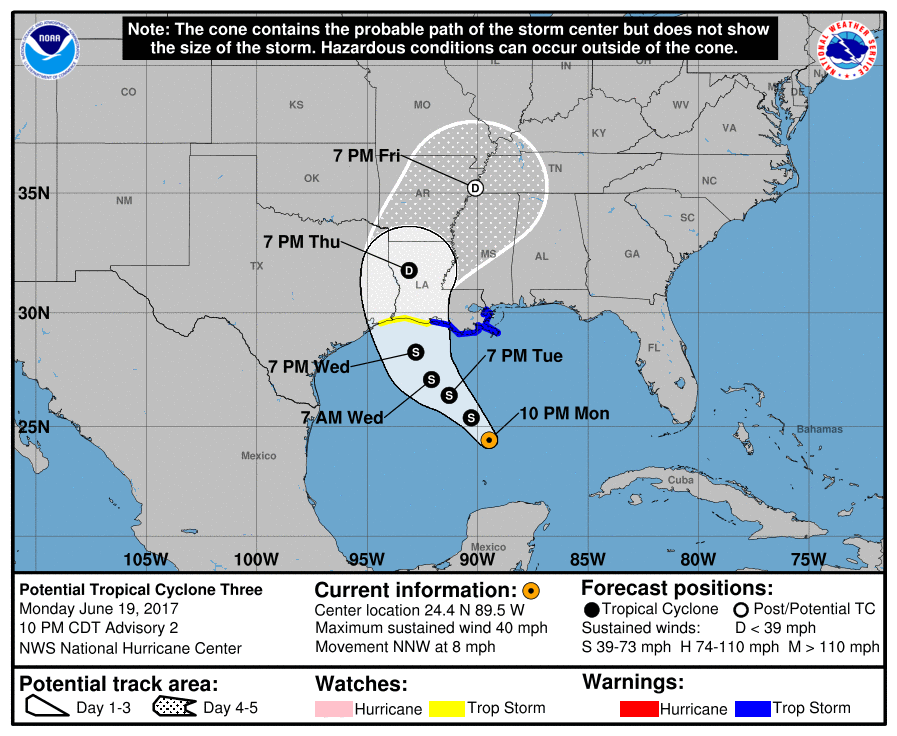 Note: The cone contains the probable path of the storm center but does not show
the size of the storm. Hazardous conditions can occur outside of the cone.
NOAA
NATIONAL WEATHER SERVICE
IL
IN
OH
NJ
DE
CO
KS
MO
WV
KY
VA
7 PM Fri
D
TN
OK
AR
NC
35N
NM
SC
7 PM Thu
MS
AL
GA
TX
D
LA
30N
FL
S
7 PM Tue
7 PM Wed
S
S
7 AM Wed
S
10 PM Mon
25N
Bahamas
Mexico
Cuba
Mexico
105W
100W
95W
90W
85W
80W
75W
Potential Tropical Cyclone Three
Monday June 19, 2017
10 PM CDT Advisory 2
NWS National Hurricane Center
Current information:
Center location 24.4 N 89.5 W
Maximum sustained wind 40 mph
Movement NNW at 8 mph
Forecast positions:
Tropical Cyclone Post/Potential TC
Sustained winds: D < 39 mph
S 39-73 mph H 74-110 mph M > 110 mph
Potential track area:
Day 1-3 Day 4-5
Watches:
Hurricane Trop Storm
Warnings:
Hurricane Trop Storm